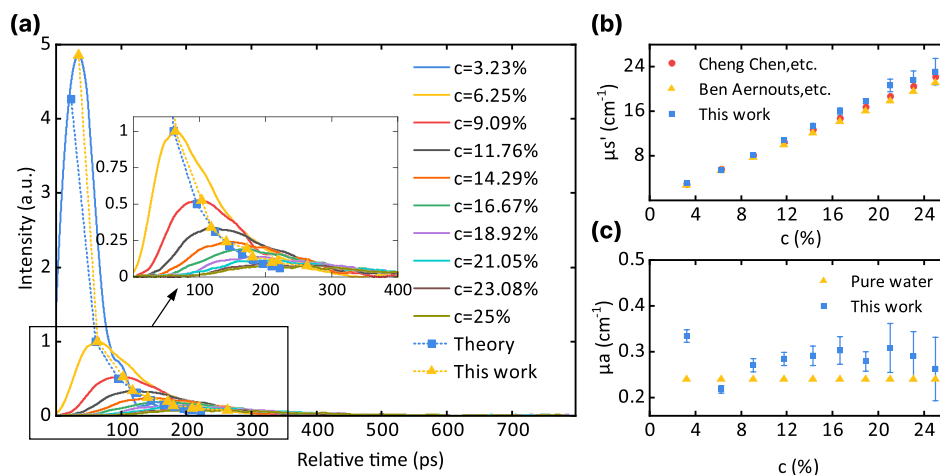 (a)
5
4
3
2
1
0
Intensity (a.u.)
100 200 300 400 500 600 700
Relative time (ps)
1
0.75
0.5
0.25
0
100 200 300 400
c=3.23%
c=6.25%
c=9.09%
c=11.76%
c=14.29%
c=16.67%
c=18.92%
c=21.05%
c=23.08%
c=25%
Theory
This work
(b)
24
16
8
μs' (cm⁻¹)
Cheng Chen,etc.
Ben Aernouts,etc.
This work
0 4 8 12 16 20 24
c (%)
(c)
0.4
0.3
0.2
μa (cm⁻¹)
Pure water
This work
0 4 8 12 16 20 24
c (%)